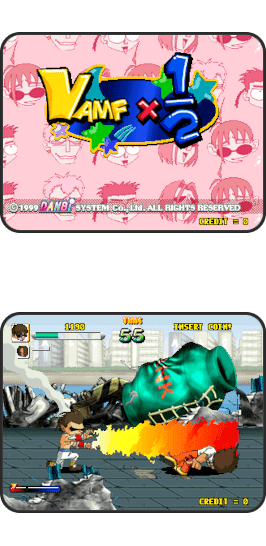 VAMF x 1/2
©1999 DANBI SYSTEM Co., Ltd. ALL RIGHTS RESERVED
CREDIT = 0
1190
TIME
55
INSERT COIN!
CREDIT = 0